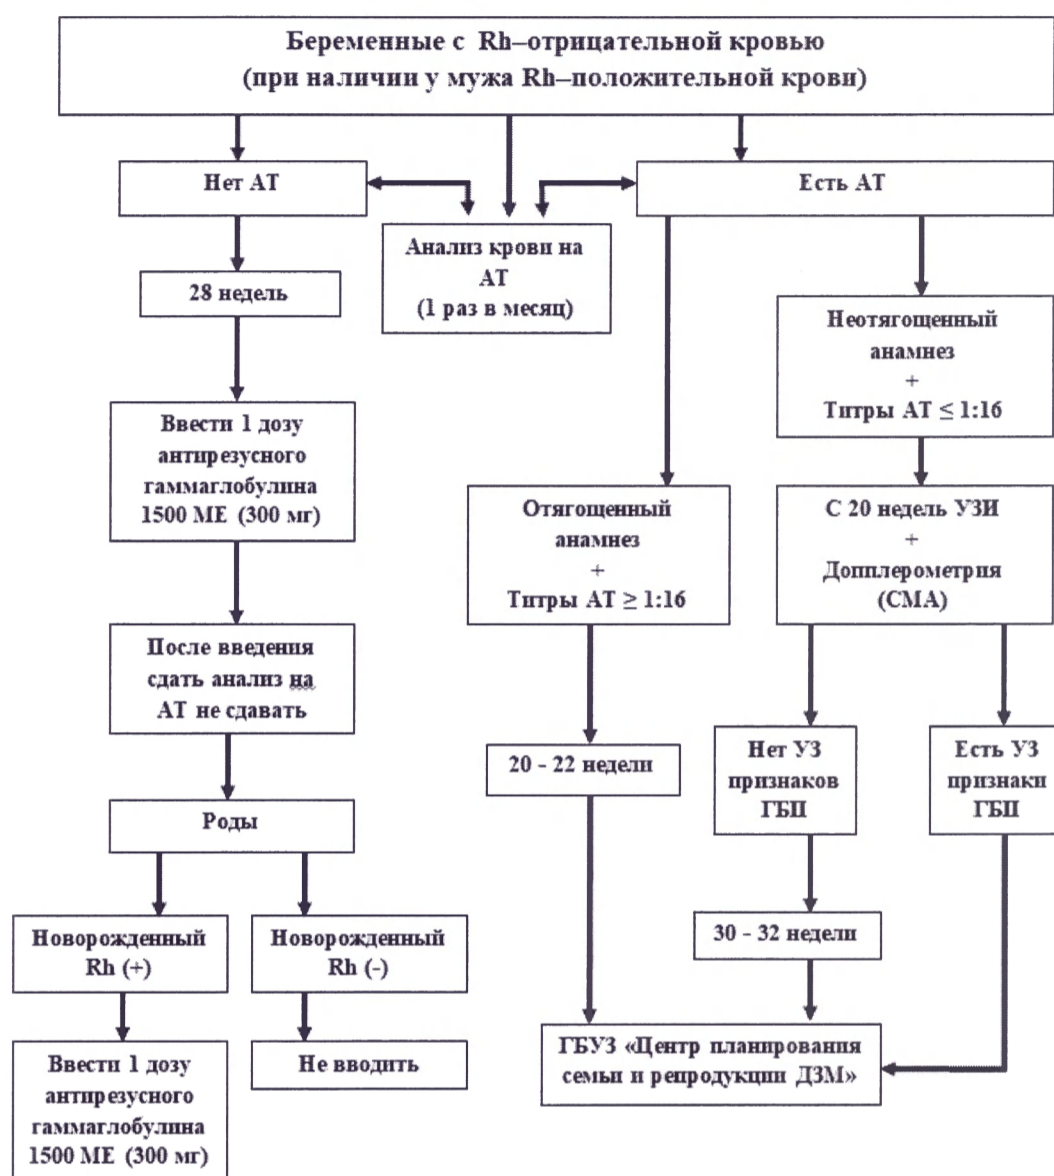 Беременные с Rh–отрицательной кровью
(при наличии у мужа Rh–положительной крови)
Нет АТ
Есть АТ
Анализ крови на
АТ
(1 раз в месяц)
28 недель
Неотягощенный
анамнез
+
Титры АТ ≤ 1:16
Ввести 1 дозу
антирезусного
гаммаглобулина
1500 МЕ (300 мг)
Отягощенный
анамнез
+
Титры АТ ≥ 1:16
С 20 недель УЗИ
+
Допплерометрия
(СМА)
После введения
сдать анализ на
АТ не сдавать
20 - 22 недели
Нет УЗ
признаков
ГБП
Есть УЗ
признаки
ГБП
Роды
Новорожденный
Rh (+)
Новорожденный
Rh (-)
30 - 32 недели
Ввести 1 дозу
антирезусного
гаммаглобулина
1500 МЕ (300 мг)
Не вводить
ГБУЗ «Центр планирования
семьи и репродукции ДЗМ»